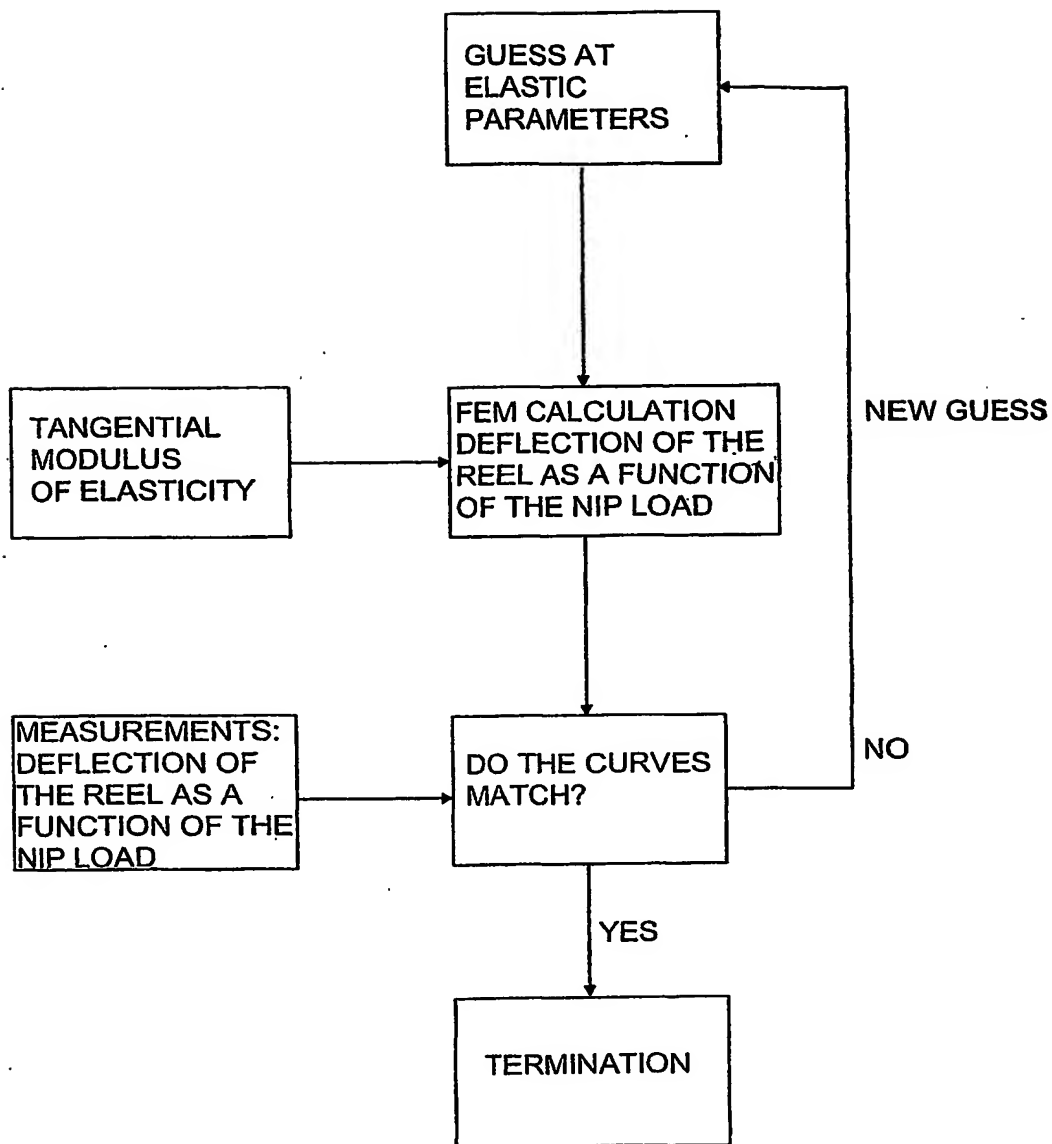 GUESS AT
ELASTIC
PARAMETERS
TANGENTIAL
MODULUS
OF ELASTICITY
FEM CALCULATION
DEFLECTION OF THE
REEL AS A FUNCTION
OF THE NIP LOAD
NEW GUESS
MEASUREMENTS:
DEFLECTION OF
THE REEL AS A
FUNCTION OF THE
NIP LOAD
DO THE CURVES
MATCH?
NO
YES
TERMINATION